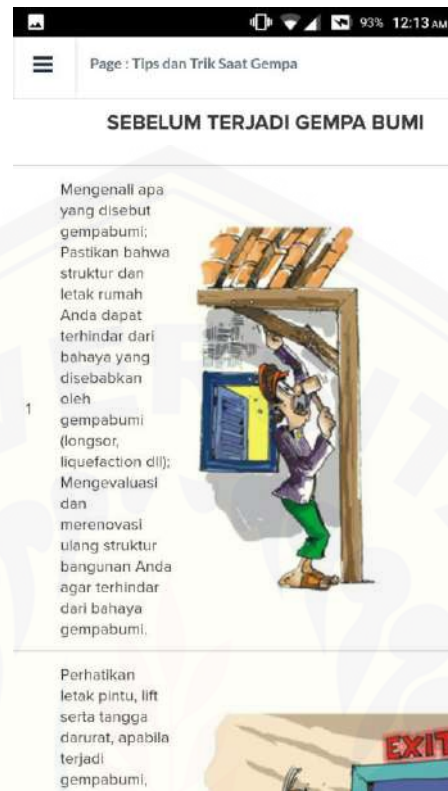 93% 12:13 AM
Page : Tips dan Trik Saat Gempa
SEBELUM TERJADI GEMPA BUMI
Mengenali apa
yang disebut
gempabumi;
Pastikan bahwa
struktur dan
letak rumah
Anda dapat
terhindar dari
bahaya yang
disebabkan
1 oleh
gempabumi
(longsor,
liquefaction dll);
Mengevaluasi
dan
merenovasi
ulang struktur
bangunan Anda
agar terhindar
dari bahaya
gempabumi.
Perhatikan
letak pintu, lift
serta tangga
darurat, apabila
terjadi
gempabumi,
EXIT